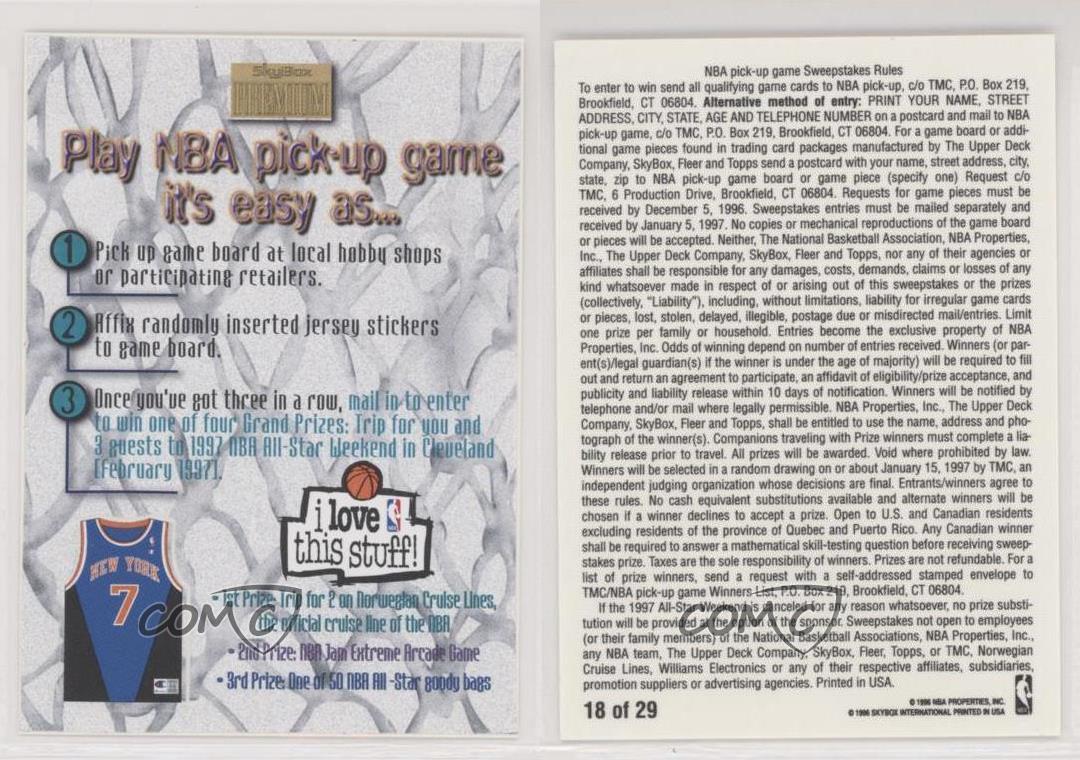 SkyBox
PREMIUM
Play NBA pick-up game
it's easy as...
1
Pick up game board at local hobby shops
or participating retailers.
2
Affix randomly inserted jersey stickers
to game board.
3
Once you've got three in a row, mail in to enter
to win one of four Grand Prizes: Trip for you and
3 guests to 1997 NBA All-Star Weekend in Cleveland
(February 1997).
i love
this stuff!
NEW YORK
7
• 1st Prize: Trip for 2 on Norwegian Cruise Lines,
the official cruise line of the NBA
• 2nd Prize: NBA Jam Extreme Arcade Game
• 3rd Prize: One of 50 NBA All-Star goody bags
COMC
NBA pick-up game Sweepstakes Rules
To enter to win send all qualifying game cards to NBA pick-up, c/o TMC, P.O. Box 219,
Brookfield, CT 06804. Alternative method of entry: PRINT YOUR NAME, STREET
ADDRESS, CITY, STATE, AGE AND TELEPHONE NUMBER on a postcard and mail to NBA
pick-up game, c/o TMC, P.O. Box 219, Brookfield, CT 06804. For a game board or addi-
tional game pieces found in trading card packages manufactured by The Upper Deck
Company, SkyBox, Fleer and Topps send a postcard with your name, street address, city,
state, zip to NBA pick-up game board or game piece (specify one) Request c/o
TMC, 6 Production Drive, Brookfield, CT 06804. Requests for game pieces must be
received by December 5, 1996. Sweepstakes entries must be mailed separately and
received by January 5, 1997. No copies or mechanical reproductions of the game board
or pieces will be accepted. Neither, The National Basketball Association, NBA Properties,
Inc., The Upper Deck Company, SkyBox, Fleer and Topps, nor any of their agencies or
affiliates shall be responsible for any damages, costs, demands, claims or losses of any
kind whatsoever made in respect of or arising out of this sweepstakes or the prizes
(collectively, "Liability"), including, without limitations, liability for irregular game cards
or pieces, lost, stolen, delayed, illegible, postage due or misdirected mail/entries. Limit
one prize per family or household. Entries become the exclusive property of NBA
Properties, Inc. Odds of winning depend on number of entries received. Winners (or par-
ent(s)/legal guardian(s) if the winner is under the age of majority) will be required to fill
out and return an agreement to participate, an affidavit of eligibility/prize acceptance, and
publicity and liability release within 10 days of notification. Winners will be notified by
telephone and/or mail where legally permissible. NBA Properties, Inc., The Upper Deck
Company, SkyBox, Fleer and Topps, shall be entitled to use the name, address and pho-
tograph of the winner(s). Companions traveling with Prize winners must complete a lia-
bility release prior to travel. All prizes will be awarded. Void where prohibited by law.
Winners will be selected in a random drawing on or about January 15, 1997 by TMC, an
independent judging organization whose decisions are final. Entrants/winners agree to
these rules. No cash equivalent substitutions available and alternate winners will be
chosen if a winner declines to accept a prize. Open to U.S. and Canadian residents
excluding residents of the province of Quebec and Puerto Rico. Any Canadian winner
shall be required to answer a mathematical skill-testing question before receiving sweep-
stakes prize. Taxes are the sole responsibility of winners. Prizes are not refundable. For a
list of prize winners, send a request with a self-addressed stamped envelope to
TMC/NBA pick-up game Winners List, P.O. Box 219, Brookfield, CT 06804.
If the 1997 All-Star Weekend is canceled for any reason whatsoever, no prize substi-
tution will be provided by the NBA or the sponsor. Sweepstakes not open to employees
(or their family members) of the National Basketball Associations, NBA Properties, Inc.,
any NBA team, The Upper Deck Company, SkyBox, Fleer, Topps, or TMC, Norwegian
Cruise Lines, Williams Electronics or any of their respective affiliates, subsidiaries,
promotion suppliers or advertising agencies. Printed in USA.
COMC
18 of 29
© 1996 NBA PROPERTIES, INC.
© 1996 SKYBOX INTERNATIONAL PRINTED IN USA